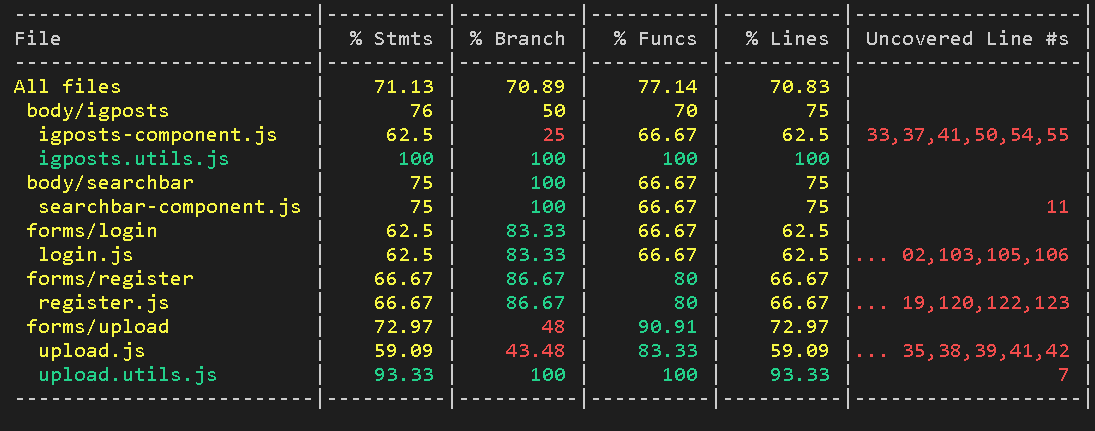 File | % Stmts | % Branch | % Funcs | % Lines | Uncovered Line #s |
All files | 71.13 | 70.89 | 77.14 | 70.83 | |
body/igposts | 76 | 50 | 70 | 75 | |
igposts-component.js | 62.5 | 25 | 66.67 | 62.5 | 33,37,41,50,54,55 |
igposts.utils.js | 100 | 100 | 100 | 100 | |
body/searchbar | 75 | 100 | 66.67 | 75 | |
searchbar-component.js | 75 | 100 | 66.67 | 75 | 11 |
forms/login | 62.5 | 83.33 | 66.67 | 62.5 | |
login.js | 62.5 | 83.33 | 66.67 | 62.5 | ... 02,103,105,106 |
forms/register | 66.67 | 86.67 | 80 | 66.67 | |
register.js | 66.67 | 86.67 | 80 | 66.67 | ... 19,120,122,123 |
forms/upload | 72.97 | 48 | 90.91 | 72.97 | |
upload.js | 59.09 | 43.48 | 83.33 | 59.09 | ... 35,38,39,41,42 |
upload.utils.js | 93.33 | 100 | 100 | 93.33 | 7 |